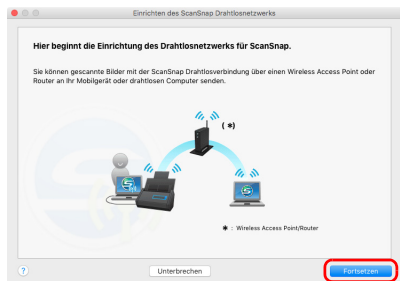 Einrichten des ScanSnap Drahtlosnetzwerks
Hier beginnt die Einrichtung des Drahtlosnetzwerks für ScanSnap.
Sie können gescannte Bilder mit der ScanSnap Drahtlosverbindung über einen Wireless Access Point oder
Router an Ihr Mobilgerät oder drahtlosen Computer senden.
( *)
* : Wireless Access Point/Router
?
Unterbrechen
Fortsetzen